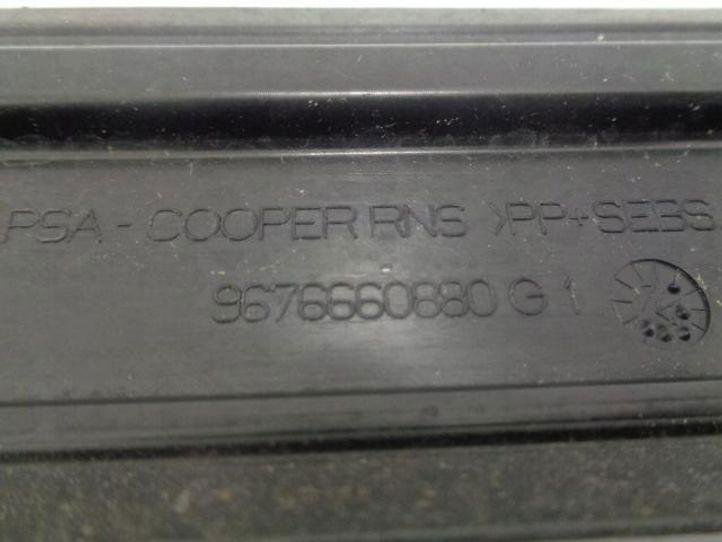 PSA - COOPER RNS >PP+SEBS
9676660880 G 1